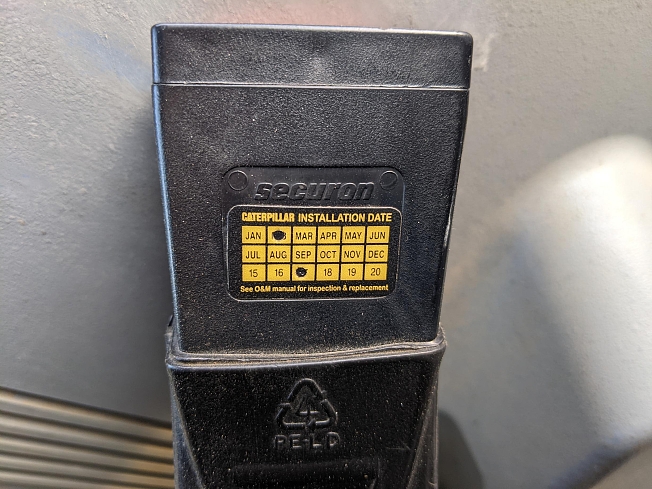 securon
CATERPILLAR INSTALLATION DATE
JAN MAR APR MAY JUN
JUL AUG SEP OCT NOV DEC
15 16 18 19 20
See O&M manual for inspection & replacement
PE-LD